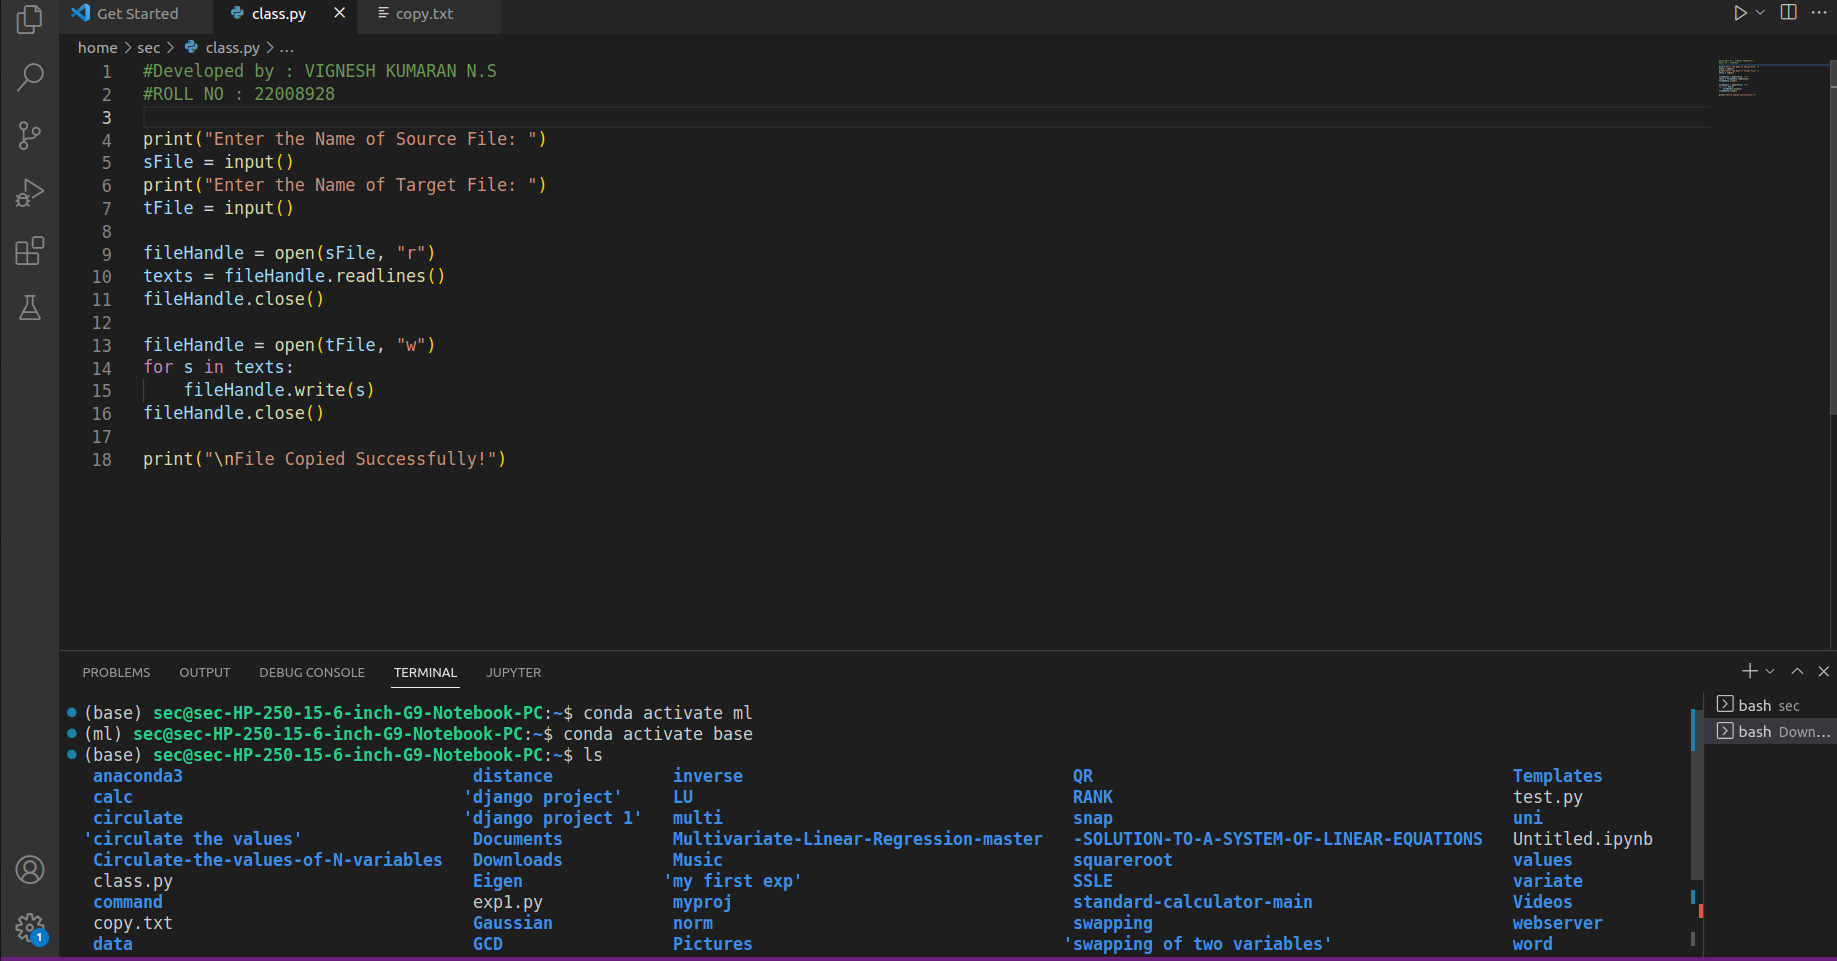 Get Started class.py copy.txt
home > sec > class.py > ...
1 #Developed by : VIGNESH KUMARAN N.S
2 #ROLL NO : 22008928
3
4 print("Enter the Name of Source File: ")
5 sFile = input()
6 print("Enter the Name of Target File: ")
7 tFile = input()
8
9 fileHandle = open(sFile, "r")
10 texts = fileHandle.readlines()
11 fileHandle.close()
12
13 fileHandle = open(tFile, "w")
14 for s in texts:
15     fileHandle.write(s)
16 fileHandle.close()
17
18 print("\nFile Copied Successfully!")
PROBLEMS OUTPUT DEBUG CONSOLE TERMINAL JUPYTER
(base) sec@sec-HP-250-15-6-inch-G9-Notebook-PC:~$ conda activate ml
(ml) sec@sec-HP-250-15-6-inch-G9-Notebook-PC:~$ conda activate base
(base) sec@sec-HP-250-15-6-inch-G9-Notebook-PC:~$ ls
anaconda3 distance inverse QR Templates
calc 'django project' LU RANK test.py
circulate 'django project 1' multi snap uni
'circulate the values' Documents Multivariate-Linear-Regression-master -SOLUTION-TO-A-SYSTEM-OF-LINEAR-EQUATIONS Untitled.ipynb
Circulate-the-values-of-N-variables Downloads Music squareroot values
class.py Eigen 'my first exp' SSLE variate
command exp1.py myproj standard-calculator-main Videos
copy.txt Gaussian norm swapping webserver
data GCD Pictures 'swapping of two variables' word
bash sec
bash Down...
1